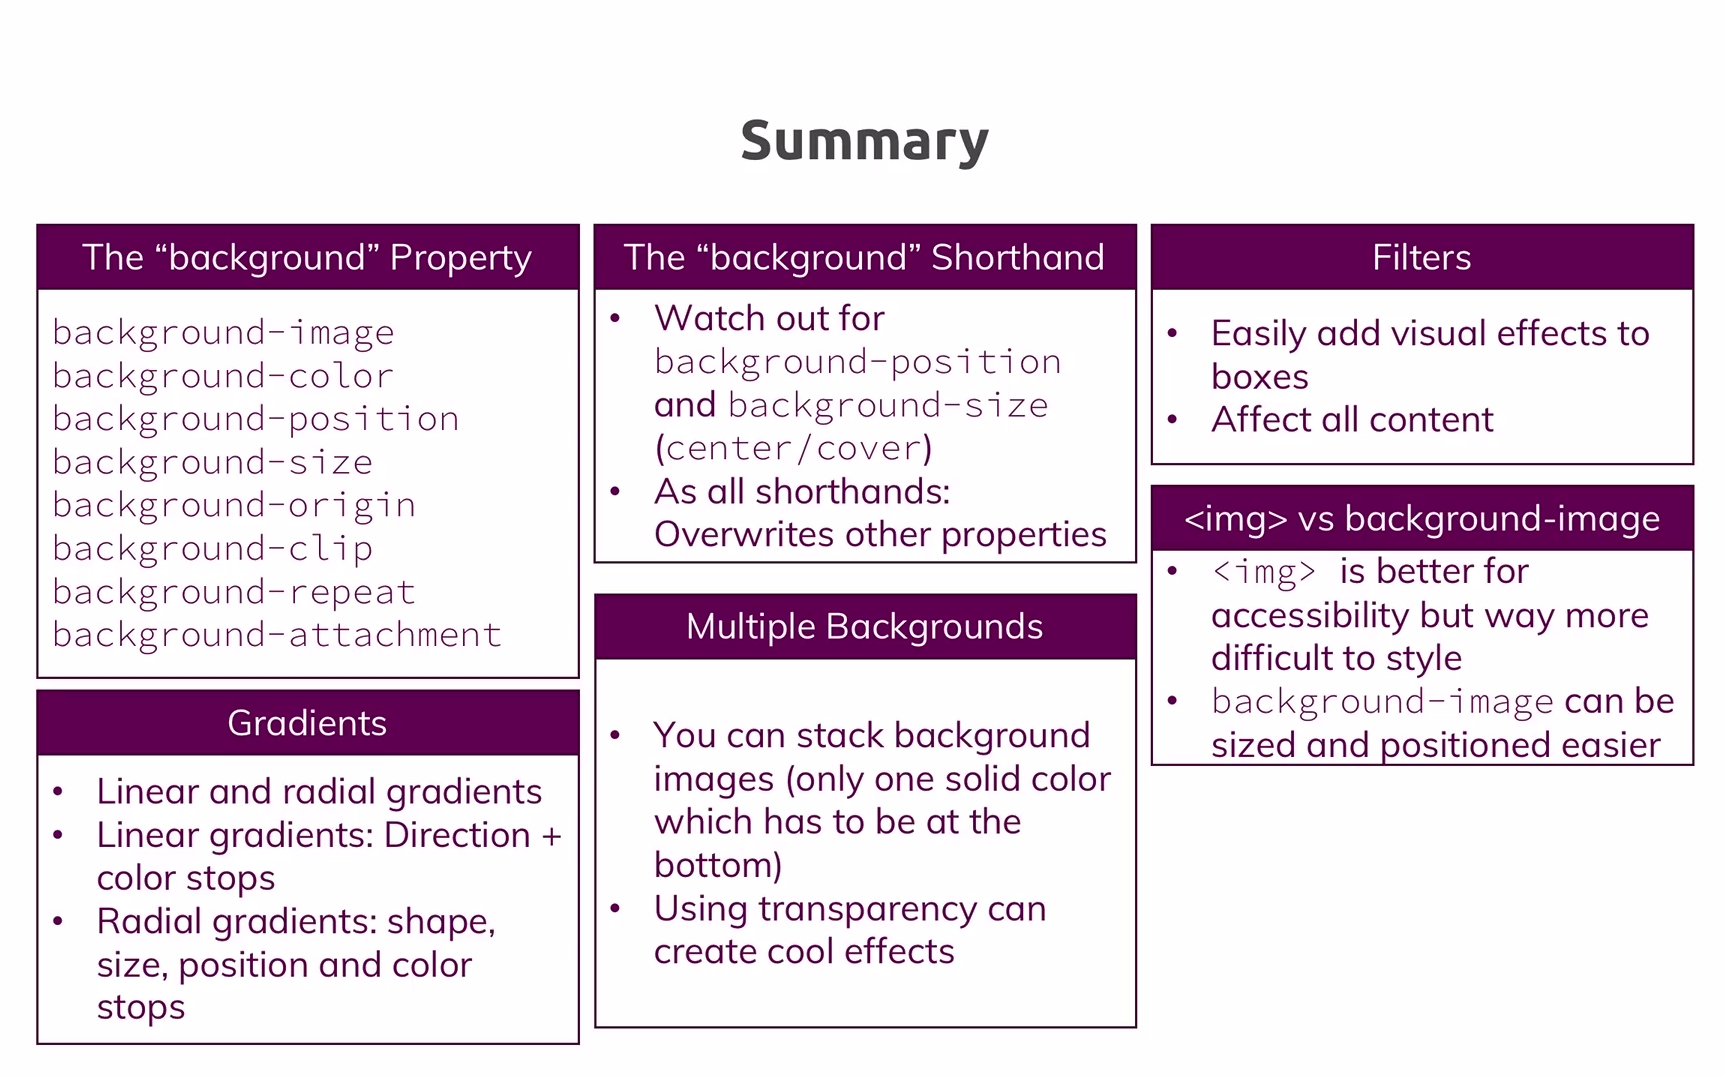 Summary
The “background” Property
background-image
background-color
background-position
background-size
background-origin
background-clip
background-repeat
background-attachment
Gradients
• Linear and radial gradients
• Linear gradients: Direction +
color stops
• Radial gradients: shape,
size, position and color
stops
The “background” Shorthand
• Watch out for
background-position
and background-size
(center/cover)
• As all shorthands:
Overwrites other properties
Multiple Backgrounds
• You can stack background
images (only one solid color
which has to be at the
bottom)
• Using transparency can
create cool effects
Filters
• Easily add visual effects to
boxes
• Affect all content
<img> vs background-image
• <img> is better for
accessibility but way more
difficult to style
• background-image can be
sized and positioned easier